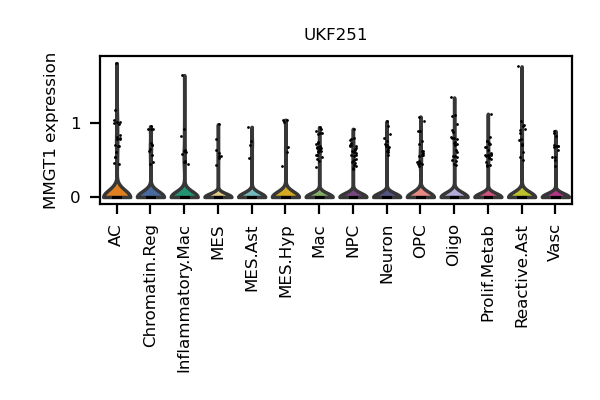 UKF251
MMGT1 expression
1
0
AC
Chromatin.Reg
Inflammatory.Mac
MES
MES.Ast
MES.Hyp
Mac
NPC
Neuron
OPC
Oligo
Prolif.Metab
Reactive.Ast
Vasc